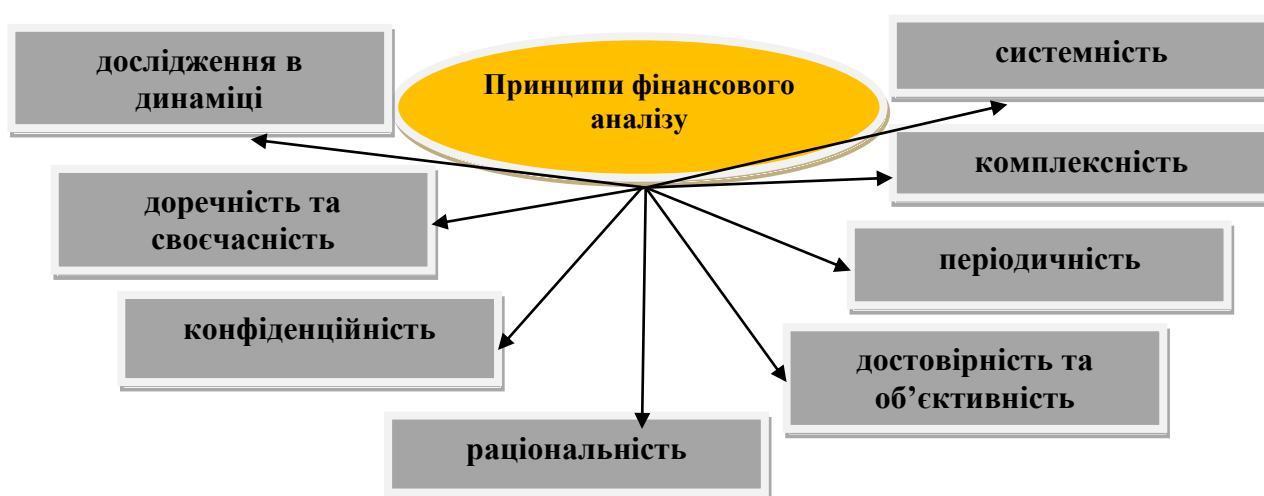 Принципи фінансового
аналізу
дослідження в
динаміці
доречність та
своєчасність
конфіденційність
раціональність
системність
комплексність
періодичність
достовірність та
об’єктивність